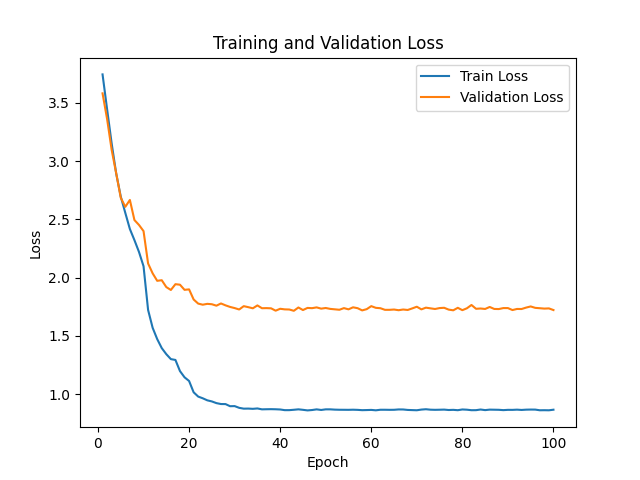 Training and Validation Loss
Train Loss
Validation Loss
Loss
3.5
3.0
2.5
2.0
1.5
1.0
0 20 40 60 80 100
Epoch